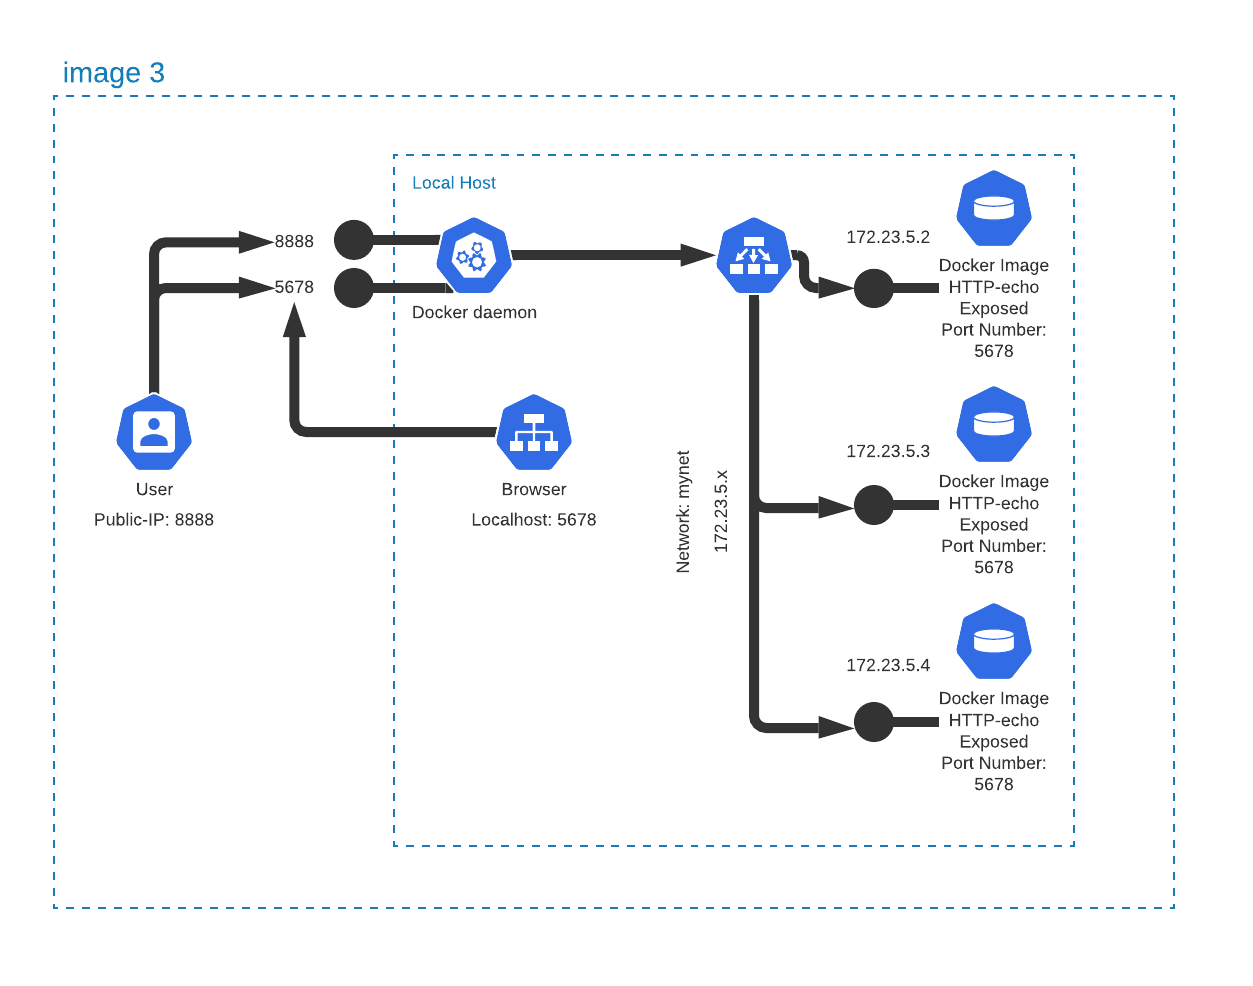 image 3
Local Host
8888
5678
Docker daemon
172.23.5.2
Docker Image
HTTP-echo
Exposed
Port Number:
5678
User
Public-IP: 8888
Browser
Localhost: 5678
Network: mynet
172.23.5.x
172.23.5.3
Docker Image
HTTP-echo
Exposed
Port Number:
5678
172.23.5.4
Docker Image
HTTP-echo
Exposed
Port Number:
5678